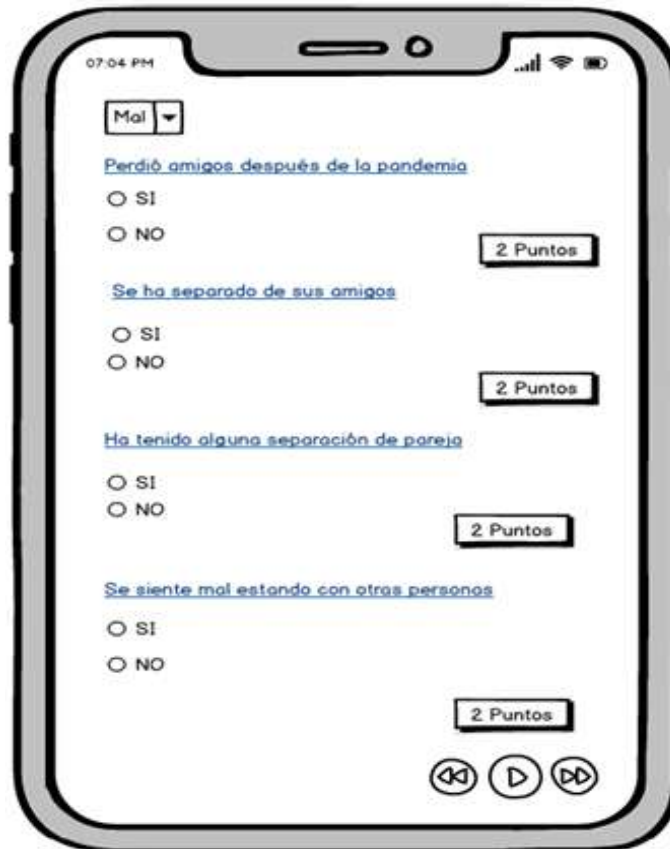 07:04 PM
Mal
Perdió amigos después de la pandemia
SI
NO
2 Puntos
Se ha separado de sus amigos
SI
NO
2 Puntos
Ha tenido alguna separación de pareja
SI
NO
2 Puntos
Se siente mal estando con otras personas
SI
NO
2 Puntos